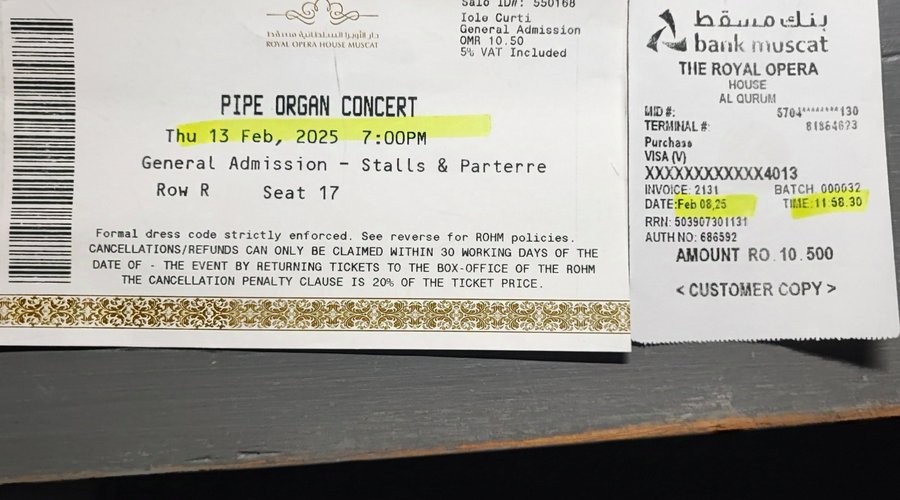 دار الأوبرا السلطانية مسقط
ROYAL OPERA HOUSE MUSCAT
Sale ID#: 550168
Iole Curti
General Admission
OMR 10.50
5% VAT Included
PIPE ORGAN CONCERT
Thu 13 Feb, 2025 7:00PM
General Admission - Stalls & Parterre
Row R Seat 17
Formal dress code strictly enforced. See reverse for ROHM policies.
CANCELLATIONS/REFUNDS CAN ONLY BE CLAIMED WITHIN 30 WORKING DAYS OF THE
DATE OF - THE EVENT BY RETURNING TICKETS TO THE BOX-OFFICE OF THE ROHM
THE CANCELLATION PENALTY CLAUSE IS 20% OF THE TICKET PRICE.
بنك مسقط
bank muscat
THE ROYAL OPERA
HOUSE
AL QURUM
MID #: 5704********130
TERMINAL #: 81864623
Purchase
VISA (V)
XXXXXXXXXXXX4013
INVOICE: 2131 BATCH 000032
DATE:Feb 08,25 TIME:11:58.30
RRN: 503907301131
AUTH NO: 686592
AMOUNT RO. 10.500
< CUSTOMER COPY >